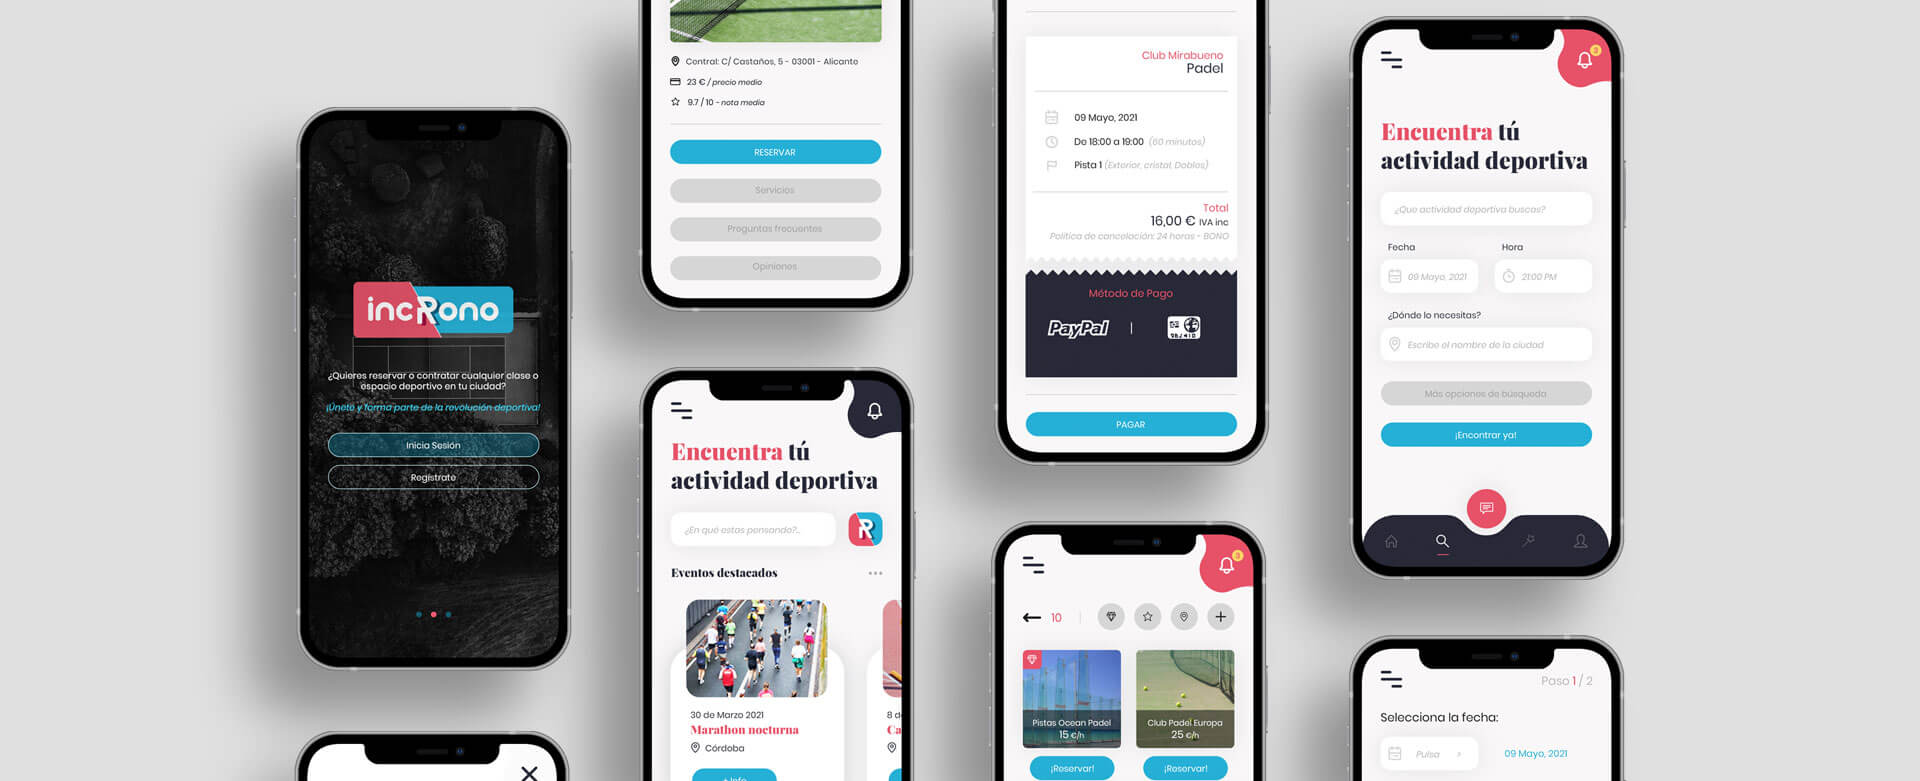 incRono
¿Quieres reservar o contratar cualquier clase o
espacio deportivo en tu ciudad?
¡Únete y forma parte de la revolución deportiva!
Inicia Sesión
Regístrate
Central: C/ Castaños, 5 - 03001 - Alicante
23 € / precio medio
9.7 / 10 - nota media
RESERVAR
Servicios
Preguntas frecuentes
Opiniones
Encuentra tú
actividad deportiva
¿En qué estas pensando?..
R
Eventos destacados
30 de Marzo 2021
Marathon nocturna
Córdoba
+ Info
8 d
Ca
Club Mirabueno
Padel
09 Mayo, 2021
De 18:00 a 19:00 (60 minutos)
Pista 1 (Exterior, cristal, Dobles)
Total
16,00 € IVA inc
Política de cancelación: 24 horas - BONO
Método de Pago
PayPal
PAGAR
3
10
Pistas Ocean Padel
15 €/h
¡Reservar!
Club Padel Europa
25 €/h
¡Reservar!
3
Encuentra tú
actividad deportiva
¿Que actividad deportiva buscas?
Fecha
Hora
09 Mayo, 2021
21:00 PM
¿Dónde lo necesitas?
Escribe el nombre de la ciudad
Más opciones de búsqueda
¡Encontrar ya!
Paso 1 / 2
Selecciona la fecha:
Pulsa >
09 Mayo, 2021